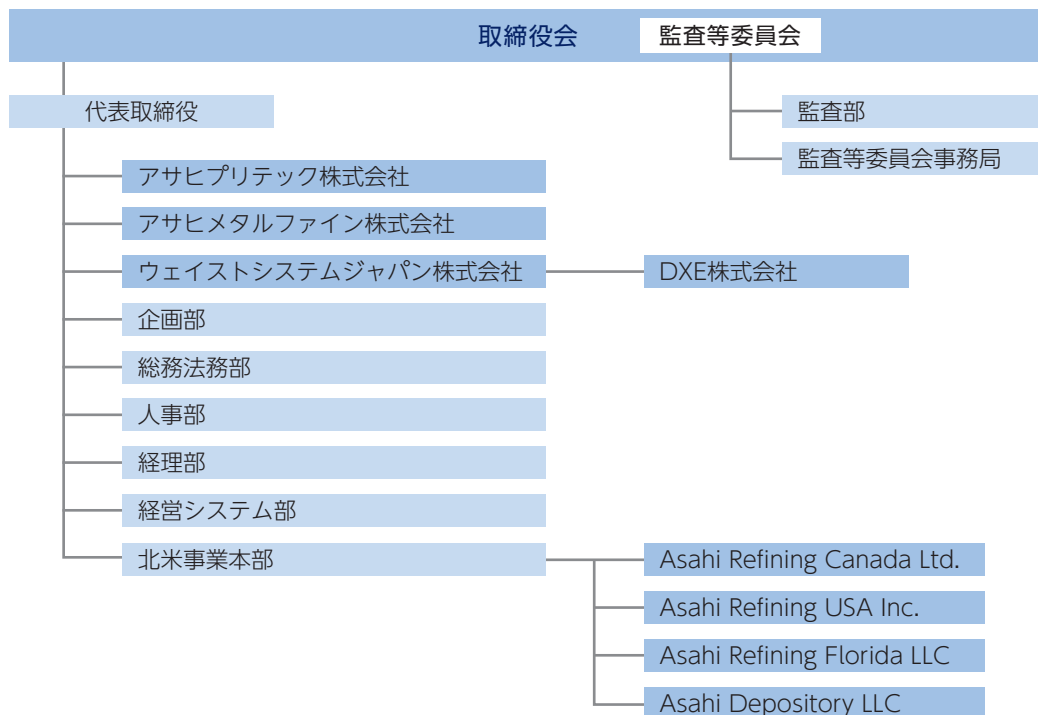 取締役会 監査等委員会
代表取締役
監査部
監査等委員会事務局
アサヒプリテック株式会社
アサヒメタルファイン株式会社
ウェイストシステムジャパン株式会社
DXE株式会社
企画部
総務法務部
人事部
経理部
経営システム部
北米事業本部
Asahi Refining Canada Ltd.
Asahi Refining USA Inc.
Asahi Refining Florida LLC
Asahi Depository LLC